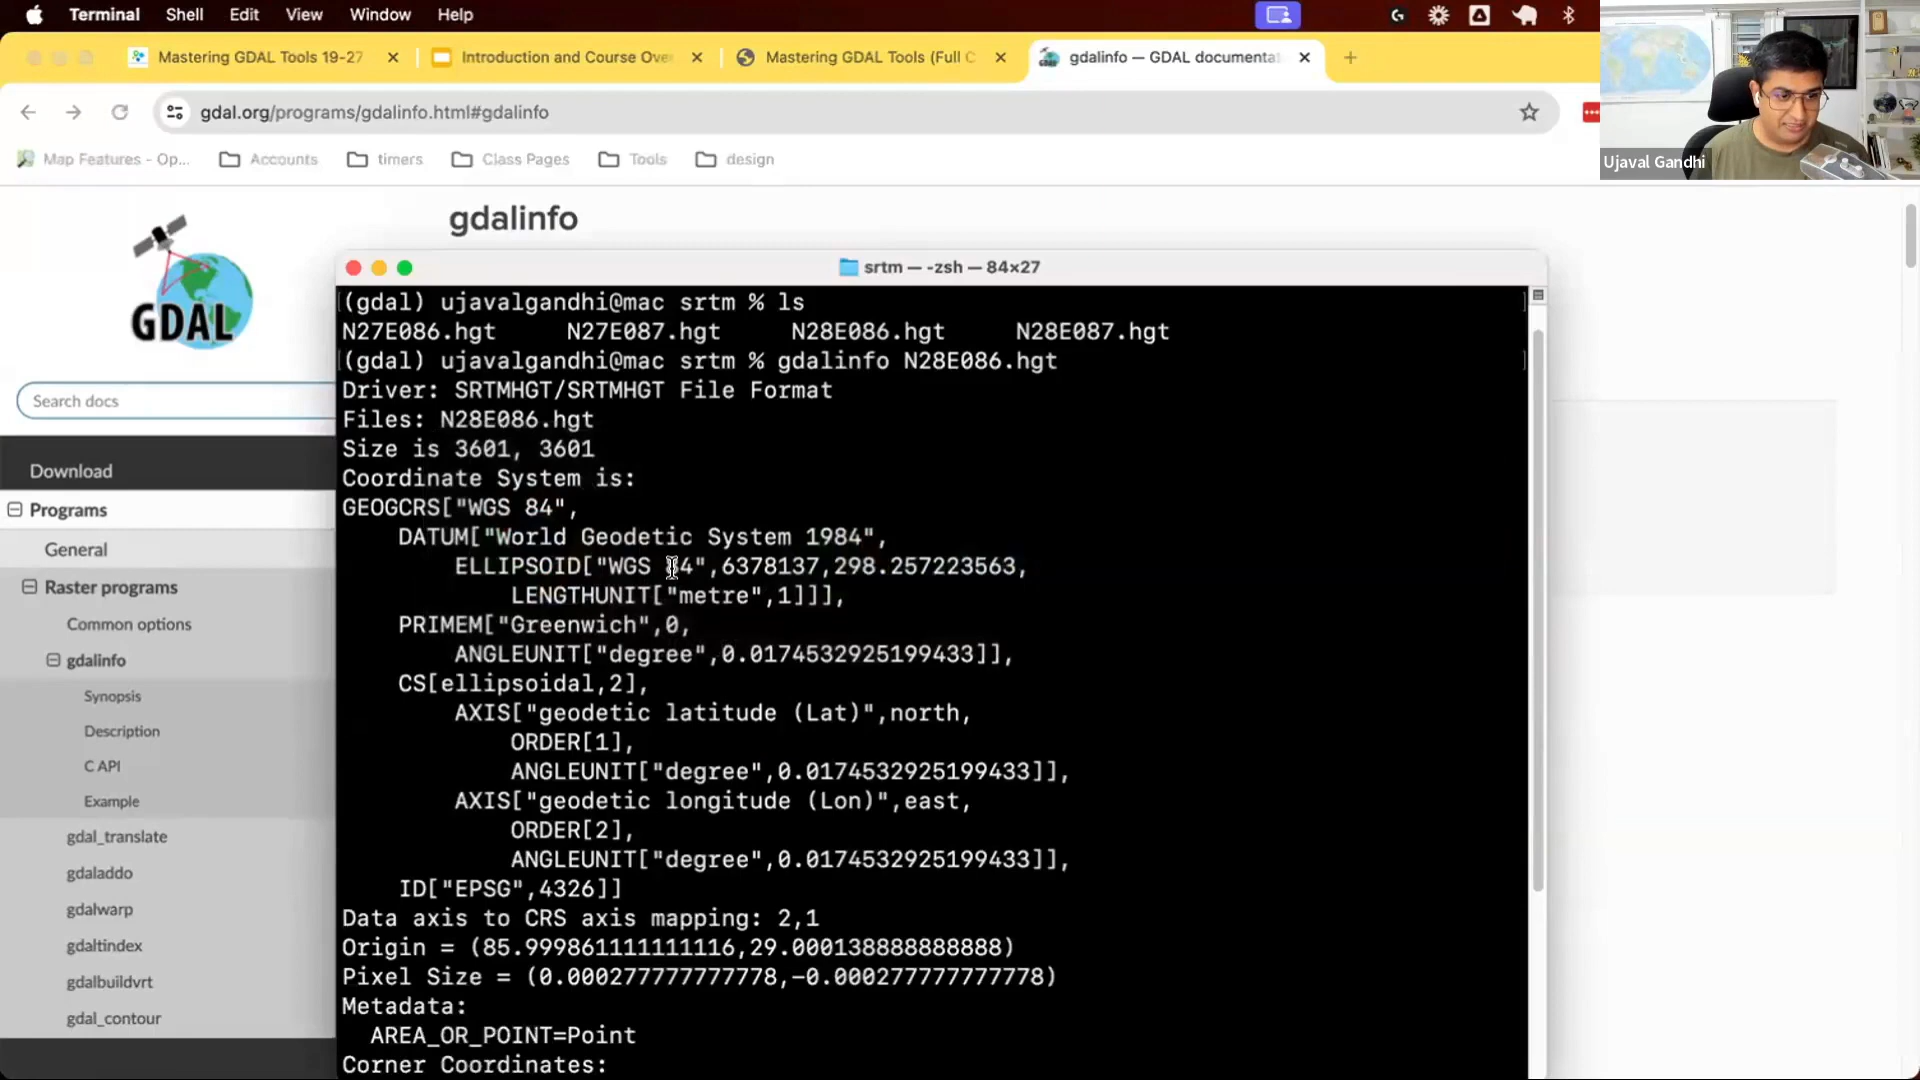 Terminal Shell Edit View Window Help
Mastering GDAL Tools 19-27
Introduction and Course Ove
Mastering GDAL Tools (Full C
gdalinfo — GDAL documenta
gdal.org/programs/gdalinfo.html#gdalinfo
Map Features - Op... Accounts timers Class Pages Tools design
Ujaval Gandhi
GDAL
gdalinfo
Search docs
Download
Programs
General
Raster programs
Common options
gdalinfo
Synopsis
Description
C API
Example
gdal_translate
gdaladdo
gdalwarp
gdaltindex
gdalbuildvrt
gdal_contour
srtm — -zsh — 84×27
(gdal) ujavalgandhi@mac srtm % ls
N27E086.hgt N27E087.hgt N28E086.hgt N28E087.hgt
(gdal) ujavalgandhi@mac srtm % gdalinfo N28E086.hgt
Driver: SRTMHGT/SRTMHGT File Format
Files: N28E086.hgt
Size is 3601, 3601
Coordinate System is:
GEOGCRS["WGS 84",
DATUM["World Geodetic System 1984",
ELLIPSOID["WGS 84",6378137,298.257223563,
LENGTHUNIT["metre",1]]],
PRIMEM["Greenwich",0,
ANGLEUNIT["degree",0.0174532925199433]],
CS[ellipsoidal,2],
AXIS["geodetic latitude (Lat)",north,
ORDER[1],
ANGLEUNIT["degree",0.0174532925199433]],
AXIS["geodetic longitude (Lon)",east,
ORDER[2],
ANGLEUNIT["degree",0.0174532925199433]],
ID["EPSG",4326]]
Data axis to CRS axis mapping: 2,1
Origin = (85.999861111111116,29.000138888888888)
Pixel Size = (0.000277777777778,-0.000277777777778)
Metadata:
AREA_OR_POINT=Point
Corner Coordinates: